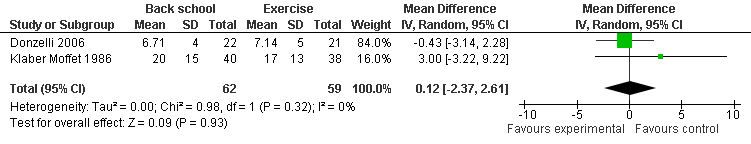 Back school Exercise Mean Difference Mean Difference
Study or Subgroup Mean SD Total Mean SD Total Weight IV, Random, 95% CI IV, Random, 95% CI
Donzelli 2006 6.71 4 22 7.14 5 21 84.0% -0.43 [-3.14, 2.28]
Klaber Moffet 1986 20 15 40 17 13 38 16.0% 3.00 [-3.22, 9.22]
Total (95% CI) 62 59 100.0% 0.12 [-2.37, 2.61]
Heterogeneity: Tau² = 0.00; Chi² = 0.98, df = 1 (P = 0.32); I² = 0%
Test for overall effect: Z = 0.09 (P = 0.93)
-10 -5 0 5 10
Favours experimental Favours control